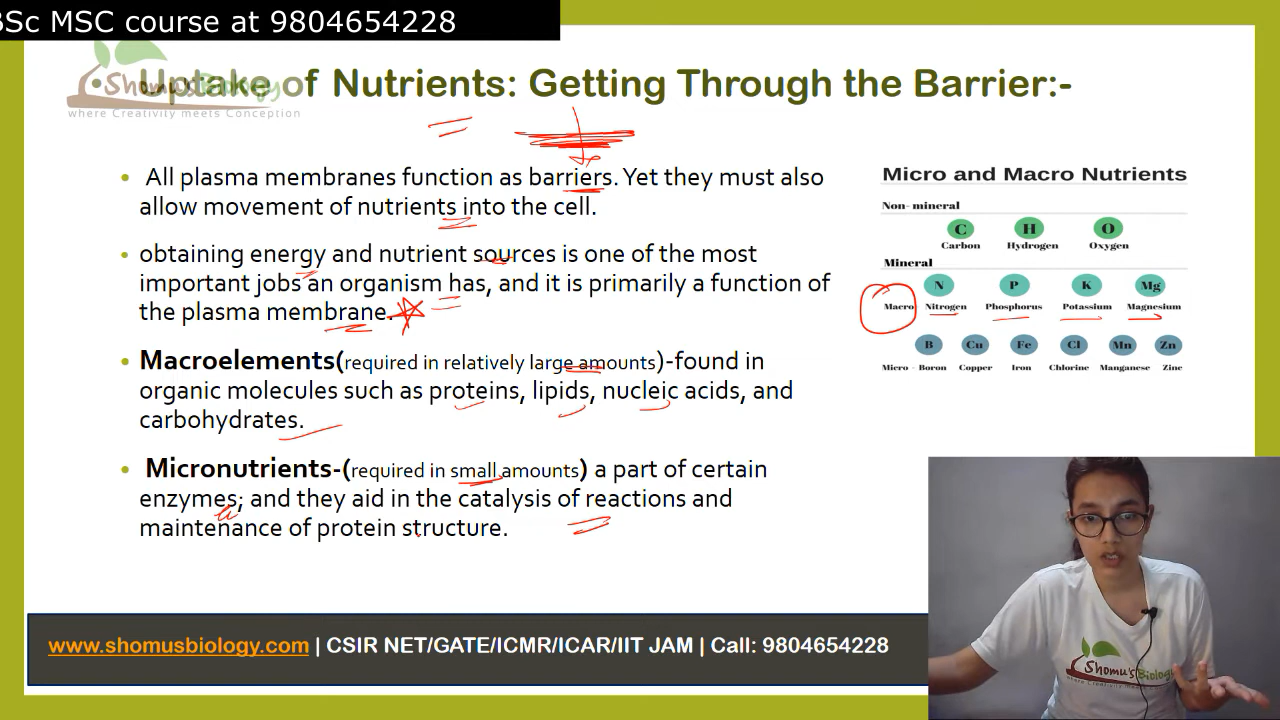 BSc MSC course at 9804654228
Shomu's Biology
where Creativity meets Conception
Uptake of Nutrients: Getting Through the Barrier:-
• All plasma membranes function as barriers. Yet they must also
allow movement of nutrients into the cell.
• obtaining energy and nutrient sources is one of the most
important jobs an organism has, and it is primarily a function of
the plasma membrane.
• Macroelements(required in relatively large amounts)-found in
organic molecules such as proteins, lipids, nucleic acids, and
carbohydrates.
• Micronutrients-(required in small amounts) a part of certain
enzymes; and they aid in the catalysis of reactions and
maintenance of protein structure.
Micro and Macro Nutrients
Non- mineral
C H O
Carbon Hydrogen Oxygen
Mineral
N P K Mg
Macro Nitrogen Phosphorus Potassium Magnesium
B Cu Fe Cl Mn Zn
Micro - Boron Copper Iron Chlorine Manganese Zinc
Shomu's Biology
www.shomusbiology.com | CSIR NET/GATE/ICMR/ICAR/IIT JAM | Call: 9804654228